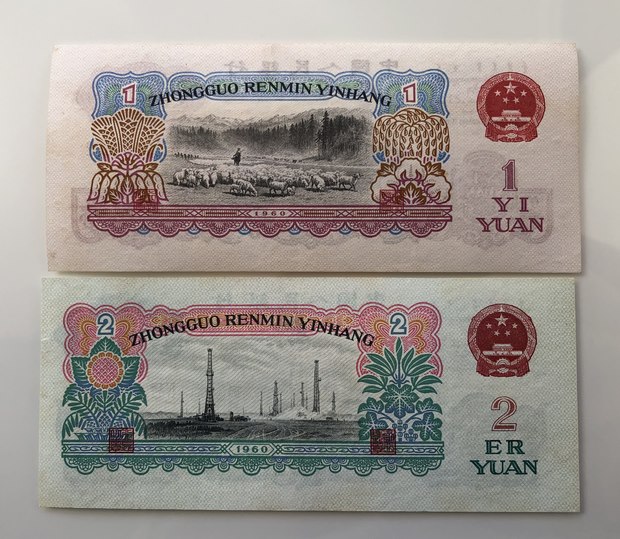 1
ZHONGGUO RENMIN YINHANG
1
1960
1
YI
YUAN
2
ZHONGGUO RENMIN YINHANG
2
1960
2
ER
YUAN